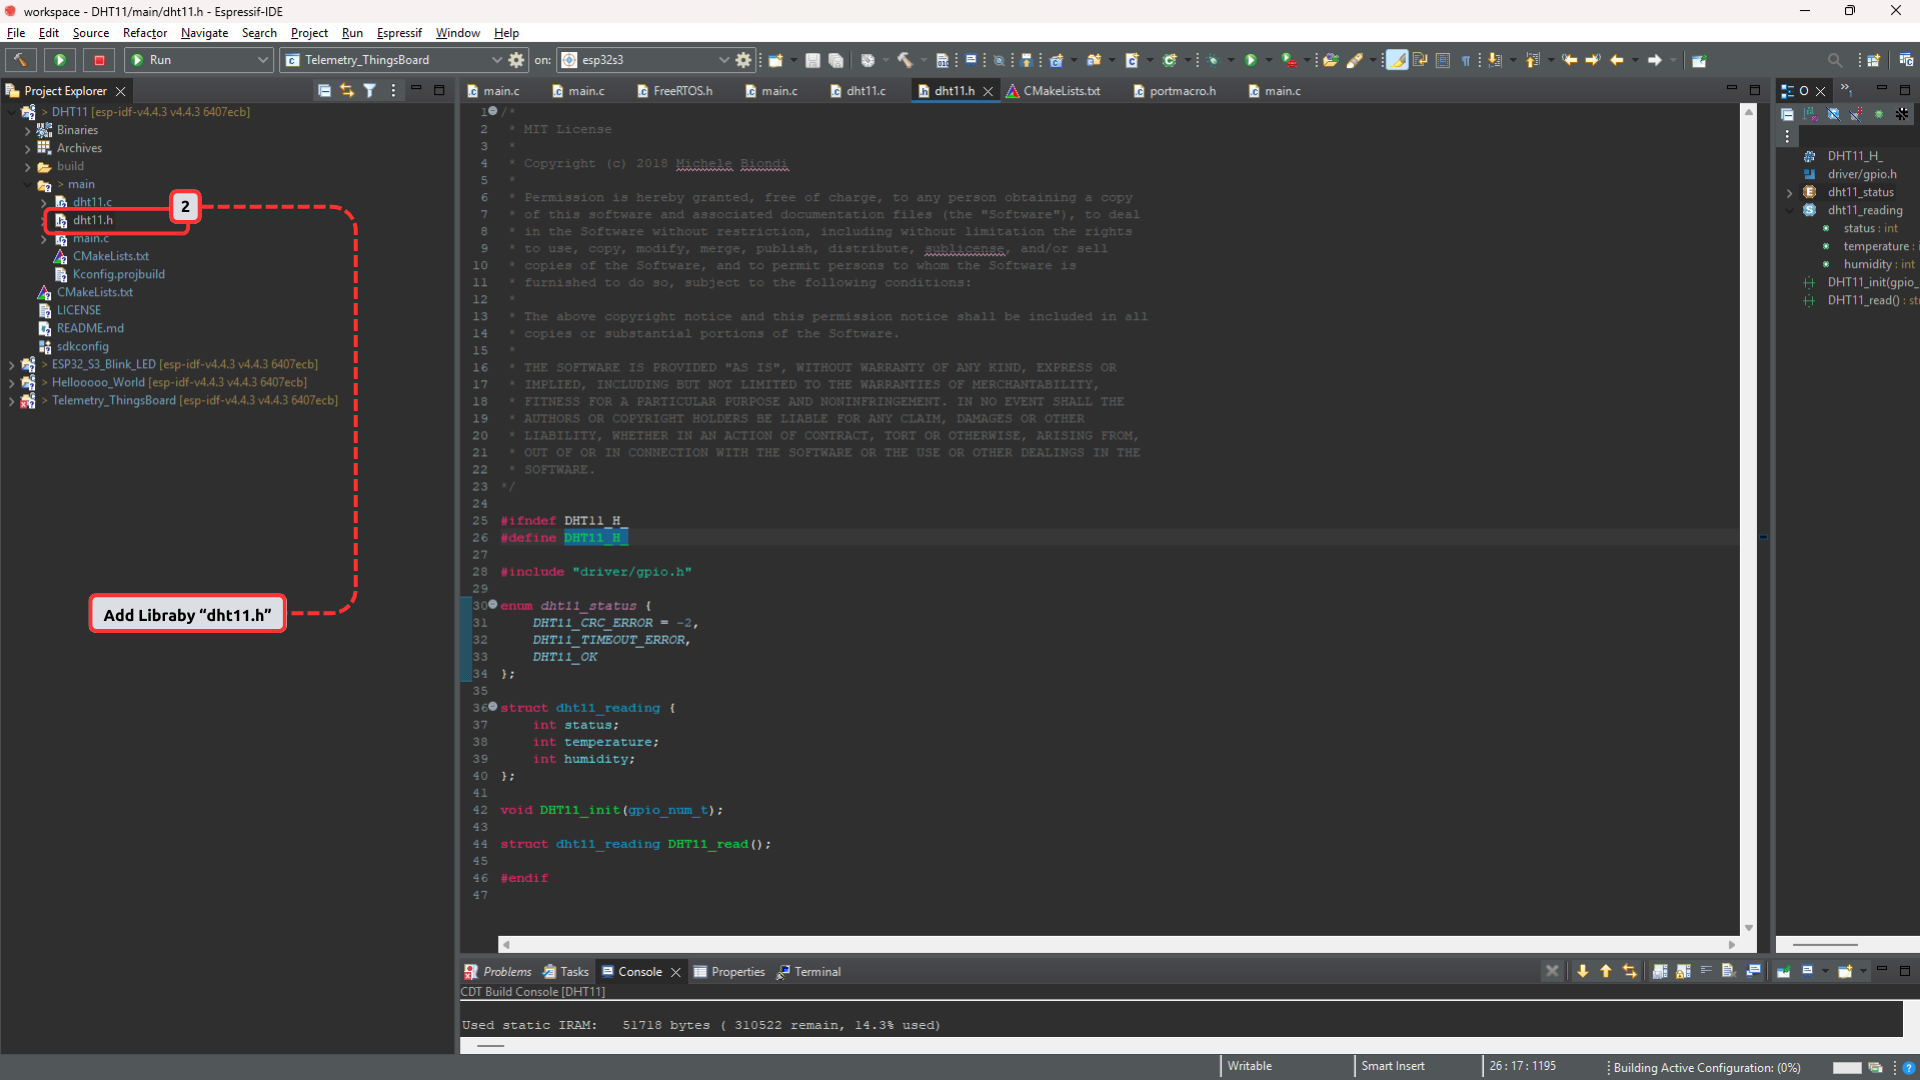 workspace - DHT11/main/dht11.h - Espressif-IDE
File Edit Source Refactor Navigate Search Project Run Espressif Window Help
Run Telemetry_ThingsBoard on: esp32s3
Project Explorer
DHT11 [esp-idf-v4.4.3 v4.4.3 6407ecb]
Binaries
Archives
build
> main
dht11.c
dht11.h
main.c
CMakeLists.txt
Kconfig.projbuild
CMakeLists.txt
LICENSE
README.md
sdkconfig
> ESP32_S3_Blink_LED [esp-idf-v4.4.3 v4.4.3 6407ecb]
> Hellooooo_World [esp-idf-v4.4.3 v4.4.3 6407ecb]
> Telemetry_ThingsBoard [esp-idf-v4.4.3 v4.4.3 6407ecb]
2
Add Libraby “dht11.h”
main.c main.c FreeRTOS.h main.c dht11.c dht11.h CMakeLists.txt portmacro.h main.c
1 /*
2 * MIT License
3 *
4 * Copyright (c) 2018 Michele Biondi
5 *
6 * Permission is hereby granted, free of charge, to any person obtaining a copy
7 * of this software and associated documentation files (the "Software"), to deal
8 * in the Software without restriction, including without limitation the rights
9 * to use, copy, modify, merge, publish, distribute, sublicense, and/or sell
10 * copies of the Software, and to permit persons to whom the Software is
11 * furnished to do so, subject to the following conditions:
12 *
13 * The above copyright notice and this permission notice shall be included in all
14 * copies or substantial portions of the Software.
15 *
16 * THE SOFTWARE IS PROVIDED "AS IS", WITHOUT WARRANTY OF ANY KIND, EXPRESS OR
17 * IMPLIED, INCLUDING BUT NOT LIMITED TO THE WARRANTIES OF MERCHANTABILITY,
18 * FITNESS FOR A PARTICULAR PURPOSE AND NONINFRINGEMENT. IN NO EVENT SHALL THE
19 * AUTHORS OR COPYRIGHT HOLDERS BE LIABLE FOR ANY CLAIM, DAMAGES OR OTHER
20 * LIABILITY, WHETHER IN AN ACTION OF CONTRACT, TORT OR OTHERWISE, ARISING FROM,
21 * OUT OF OR IN CONNECTION WITH THE SOFTWARE OR THE USE OR OTHER DEALINGS IN THE
22 * SOFTWARE.
23 */
24
25 #ifndef DHT11_H_
26 #define DHT11_H_
27
28 #include "driver/gpio.h"
29
30 enum dht11_status {
31 DHT11_CRC_ERROR = -2,
32 DHT11_TIMEOUT_ERROR,
33 DHT11_OK
34 };
35
36 struct dht11_reading {
37 int status;
38 int temperature;
39 int humidity;
40 };
41
42 void DHT11_init(gpio_num_t);
43
44 struct dht11_reading DHT11_read();
45
46 #endif
47
O
DHT11_H_
driver/gpio.h
dht11_status
dht11_reading
status : int
temperature : i
humidity : int
DHT11_init(gpio_
DHT11_read() : str
Problems Tasks Console Properties Terminal
CDT Build Console [DHT11]
Used static IRAM: 51718 bytes ( 310522 remain, 14.3% used)
Writable Smart Insert 26 : 17 : 1195 Building Active Configuration: (0%)